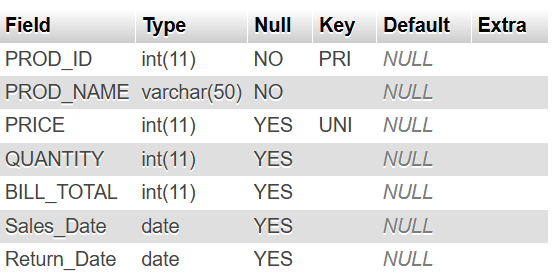 Field Type Null Key Default Extra
PROD_ID int(11) NO PRI NULL
PROD_NAME varchar(50) NO NULL
PRICE int(11) YES UNI NULL
QUANTITY int(11) YES NULL
BILL_TOTAL int(11) YES NULL
Sales_Date date YES NULL
Return_Date date YES NULL